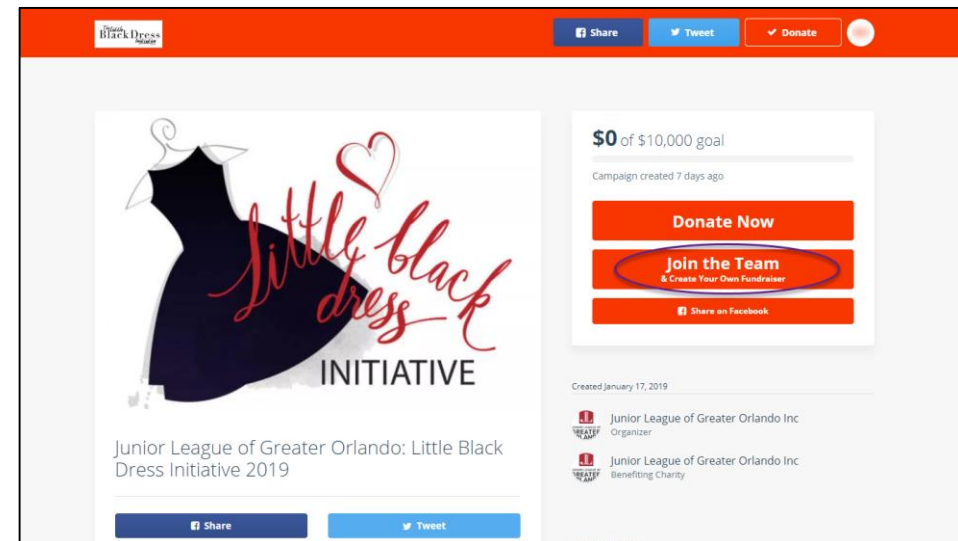 Black Dress
Initiative
Share
Tweet
Donate
Little black
dress
INITIATIVE
$0 of $10,000 goal
Campaign created 7 days ago
Donate Now
Join the Team
& Create Your Own Fundraiser
Share on Facebook
Created January 17, 2019
Junior League of Greater Orlando Inc
Organizer
Junior League of Greater Orlando Inc
Benefiting Charity
Junior League of Greater Orlando: Little Black
Dress Initiative 2019
Share
Tweet